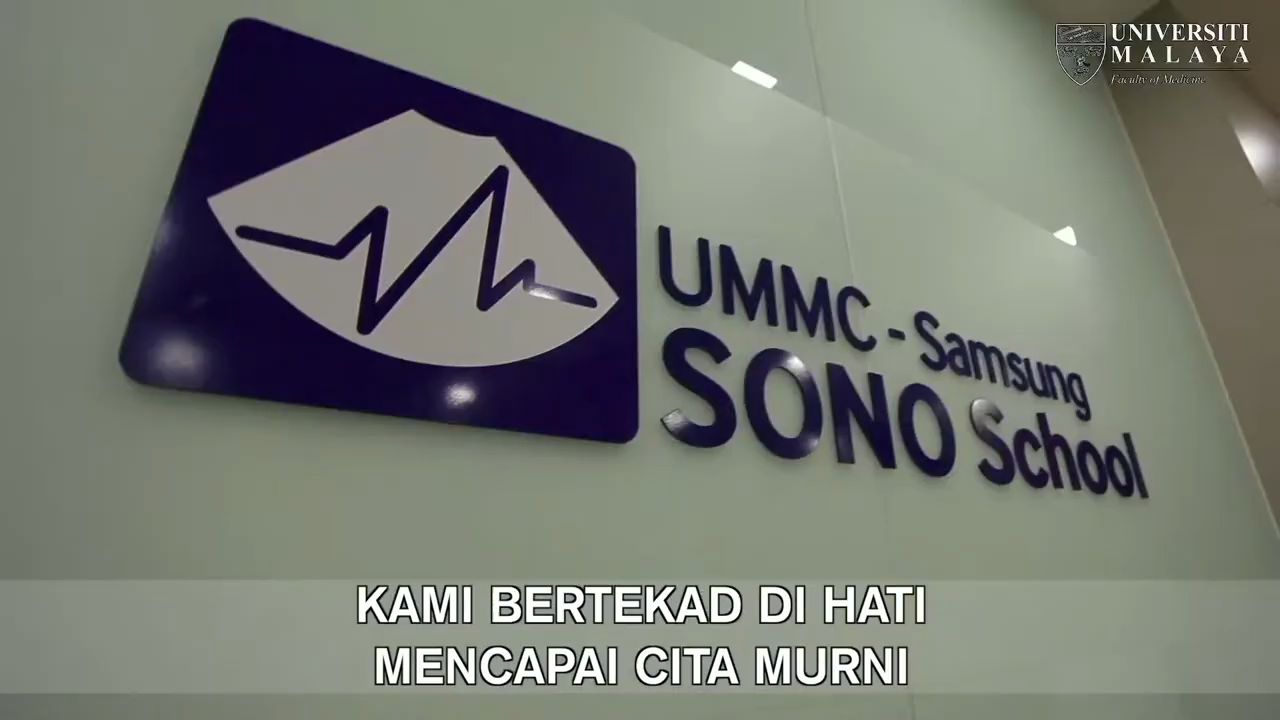 UNIVERSITI
MALAYA
Faculty of Medicine
UMMC - Samsung
SONO School
KAMI BERTEKAD DI HATI
MENCAPAI CITA MURNI